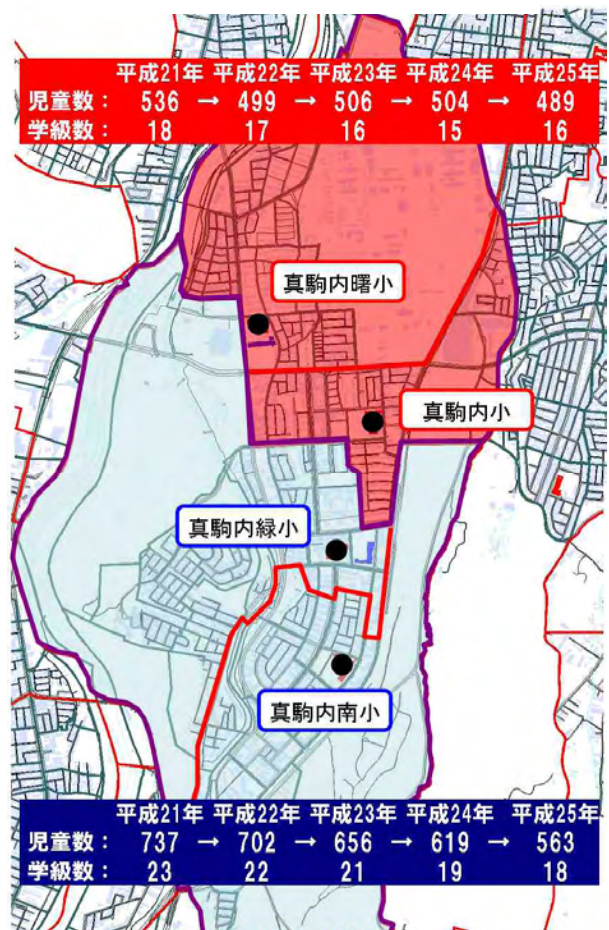 平成21年 平成22年 平成23年 平成24年 平成25年
児童数： 536 → 499 → 506 → 504 → 489
学級数： 18 17 16 15 16
真駒内曙小
真駒内小
真駒内緑小
真駒内南小
平成21年 平成22年 平成23年 平成24年 平成25年
児童数： 737 → 702 → 656 → 619 → 563
学級数： 23 22 21 19 18